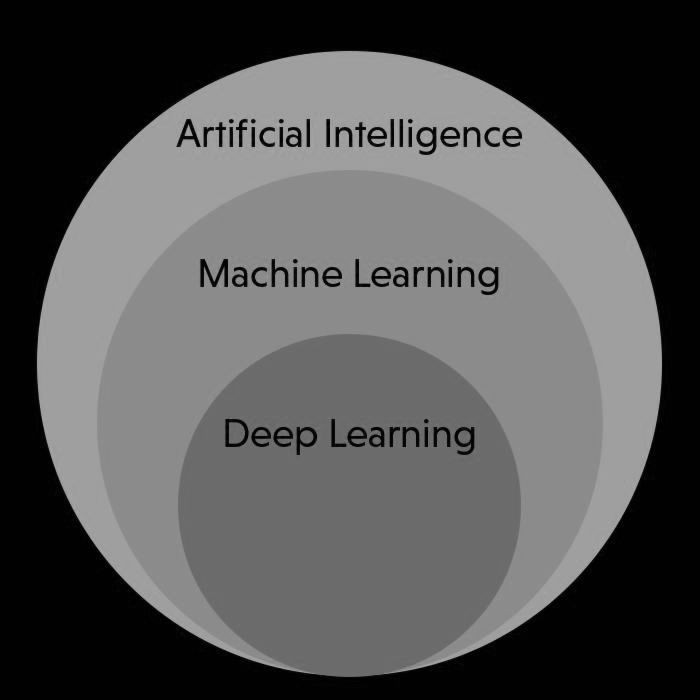 Artificial Intelligence
Machine Learning
Deep Learning